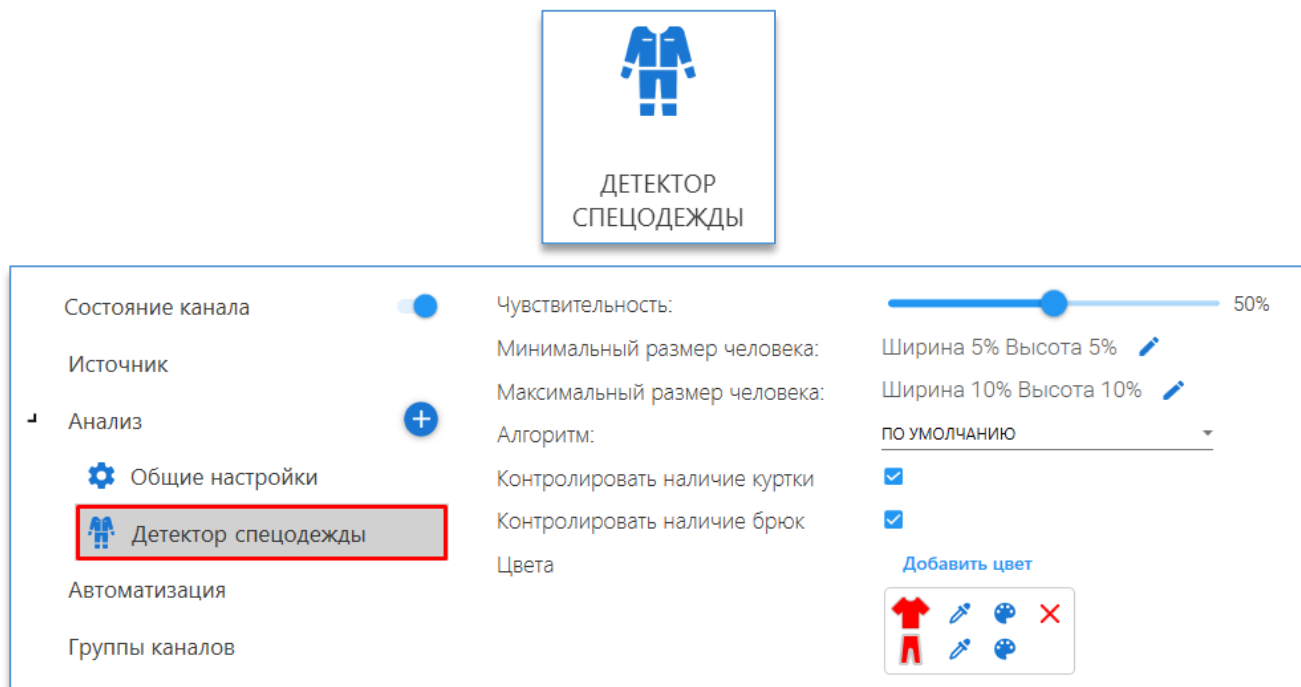 ДЕТЕКТОР
СПЕЦОДЕЖДЫ
Состояние канала
Источник
Анализ
Общие настройки
Детектор спецодежды
Автоматизация
Группы каналов
Чувствительность: 50%
Минимальный размер человека: Ширина 5% Высота 5%
Максимальный размер человека: Ширина 10% Высота 10%
Алгоритм: ПО УМОЛЧАНИЮ
Контролировать наличие куртки
Контролировать наличие брюк
Цвета Добавить цвет